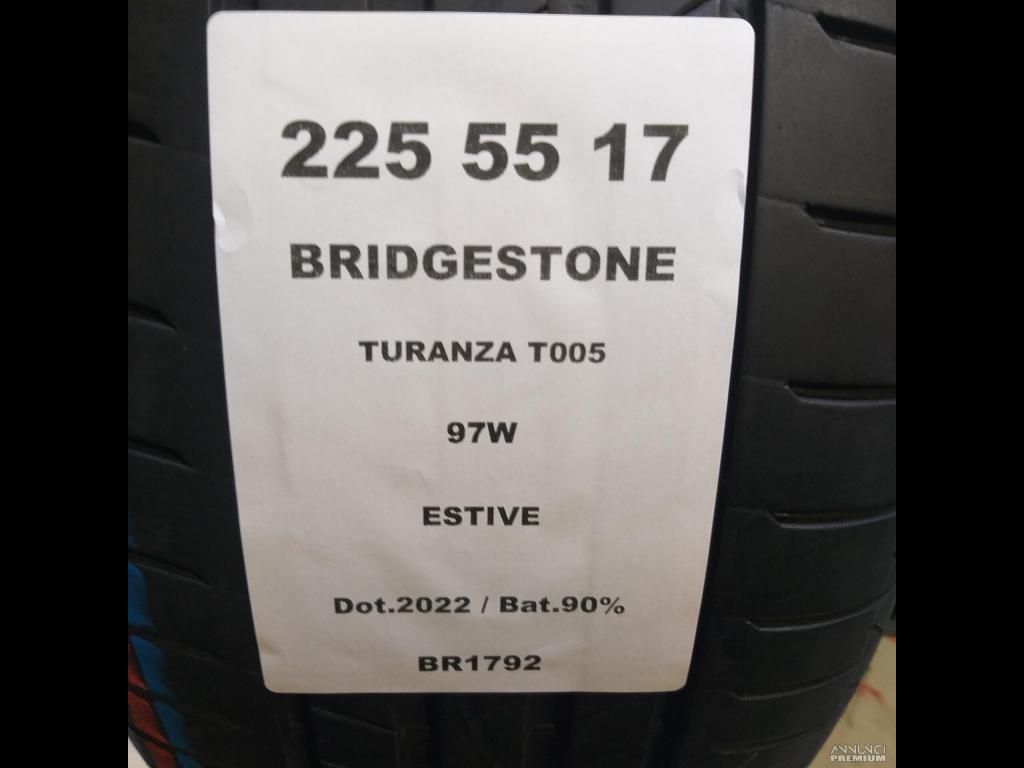 225 55 17
BRIDGESTONE
TURANZA T005
97W
ESTIVE
Dot.2022 / Bat.90%
BR1792
ANNUNCI
PREMIUM